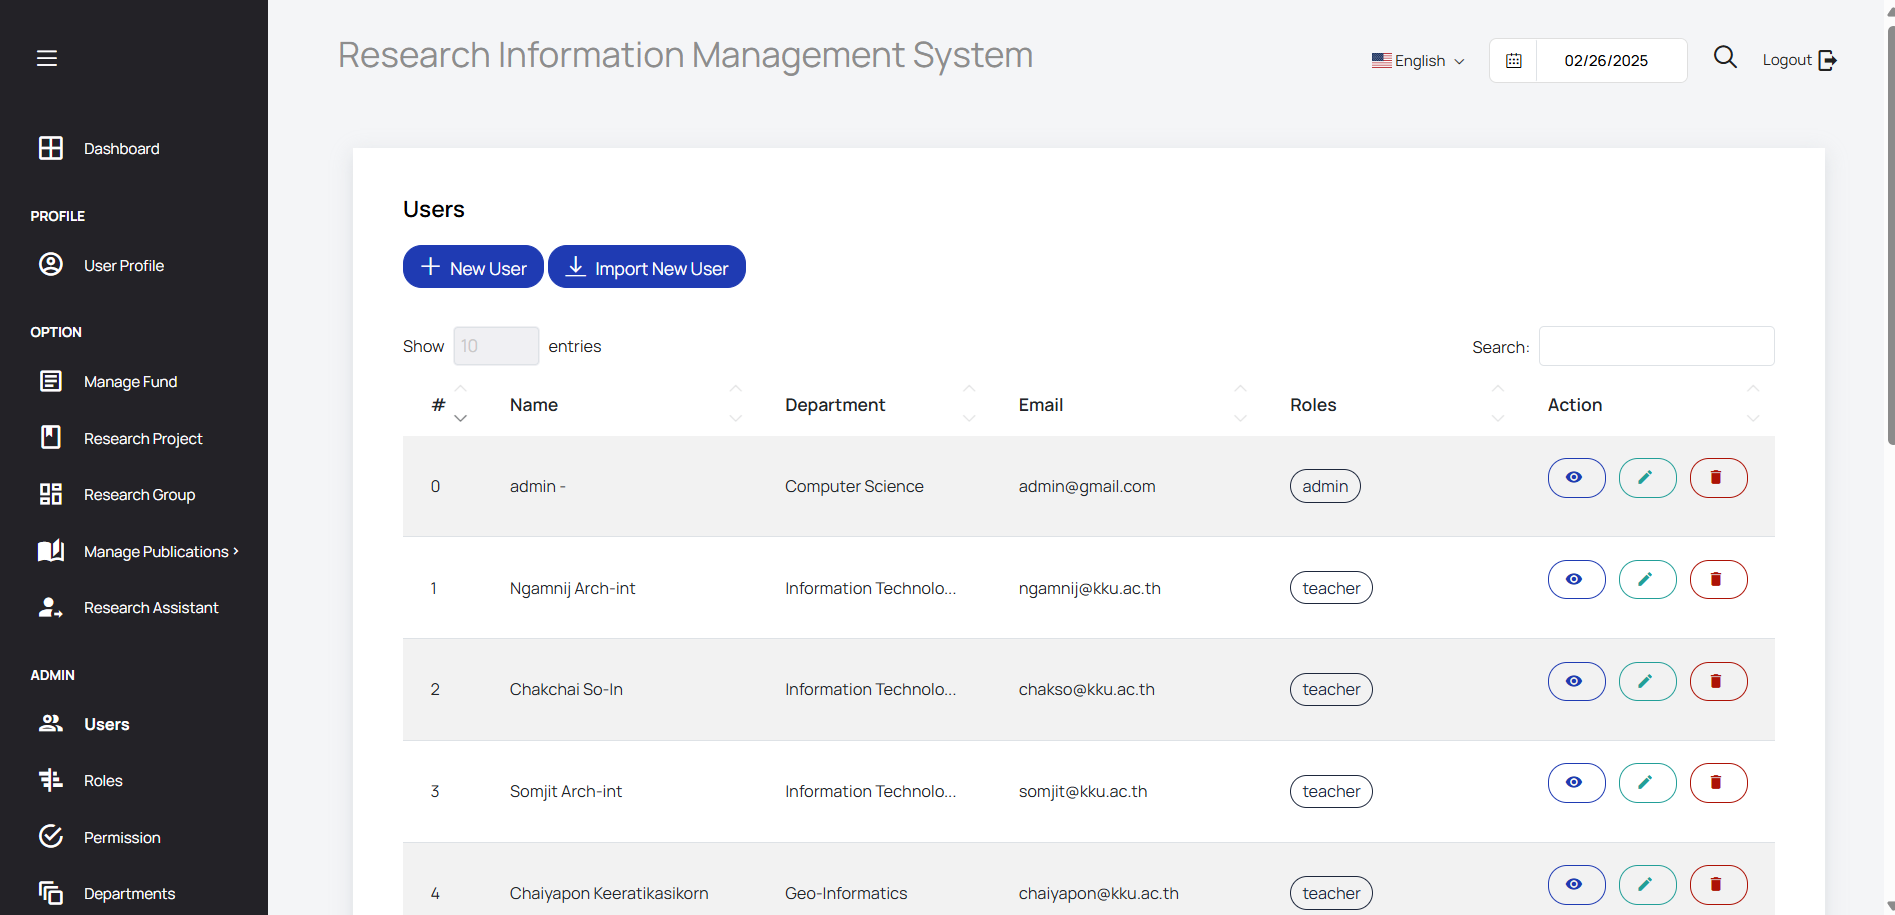 Research Information Management System
English
02/26/2025
Logout
Dashboard
PROFILE
User Profile
OPTION
Manage Fund
Research Project
Research Group
Manage Publications
Research Assistant
ADMIN
Users
Roles
Permission
Departments
Users
New User
Import New User
Show 10 entries
Search:
# Name Department Email Roles Action
0 admin - Computer Science admin@gmail.com admin
1 Ngamnij Arch-int Information Technolo... ngamnij@kku.ac.th teacher
2 Chakchai So-In Information Technolo... chakso@kku.ac.th teacher
3 Somjit Arch-int Information Technolo... somjit@kku.ac.th teacher
4 Chaiyapon Keeratikasikorn Geo-Informatics chaiyapon@kku.ac.th teacher